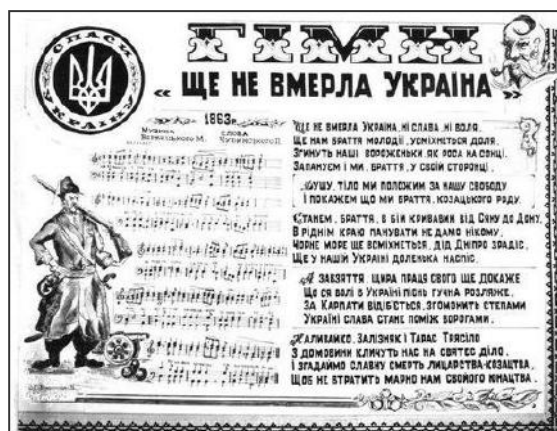 СПАСИ УКРАЇНУ
ГІМН
« ЩЕ НЕ ВМЕРЛА УКРАЇНА »
1863р.
МУЗИКА СЛОВА
ВЕРБИЦЬКОГО М. ЧУБИНСКОГО П.
ЩЕ НЕ ВМЕРЛА УКРАЇНА, НІ СЛАВА, НІ ВОЛЯ.
ЩЕ НАМ БРАТТЯ МОЛОДІЇ, УСМІХНЕТЬСЯ ДОЛЯ.
ЗГИНУТЬ НАШІ ВОРОЖЕНЬКИ ЯК РОСА НА СОНЦІ.
ЗАПАНУЄМ І МИ, БРАТТЯ, У СВОЇЙ СТОРОНЦІ.
ДУШУ, ТІЛО МИ ПОЛОЖИМ ЗА НАШУ СВОБОДУ
І ПОКАЖЕМ ЩО МИ БРАТТЯ, КОЗАЦЬКОГО РОДУ.
СТАНЕМ, БРАТТЯ, В БІЙ КРИВАВИЙ ВІД СЯНУ ДО ДОНУ.
В РІДНІМ КРАЮ ПАНУВАТИ НЕ ДАМО НІКОМУ.
ЧОРНЕ МОРЕ ЩЕ ВСМІХНЕТЬСЯ, ДІД ДНІПРО ЗРАДІЄ.
ЩЕ У НАШІЙ УКРАЇНІ ДОЛЕНЬКА НАСПІЄ.
А ЗАВЗЯТТЯ, ЩИРА ПРАЦЯ СВОГО ЩЕ ДОКАЖЕ
ЩО СЯ ВОЛІ В УКРАЇНІ ПІСНЬ ГУЧНА РОЗЛЯЖЕ,
ЗА КАРПАТИ ВІДІБ'ЄТЬСЯ, ЗГОМОНИТЬ СТЕПАМИ
УКРАЇНІ СЛАВА СТАНЕ ПОМІЖ ВОРОГАМИ.
НАЛИВАЙКО, ЗАЛІЗНЯК І ТАРАС ТРЯСІЛО
З ДОМОВИНИ КЛИЧУТЬ НАС НА СВЯТЕЄ ДІЛО.
І ЗГАДАЙМО СЛАВНУ СМЕРТЬ ЛИЦАРСТВА-КОЗАЦТВА,
ЩОБ НЕ ВТРАТИТЬ МАРНО НАМ СВОЙОГО ЮНАЦТВА.